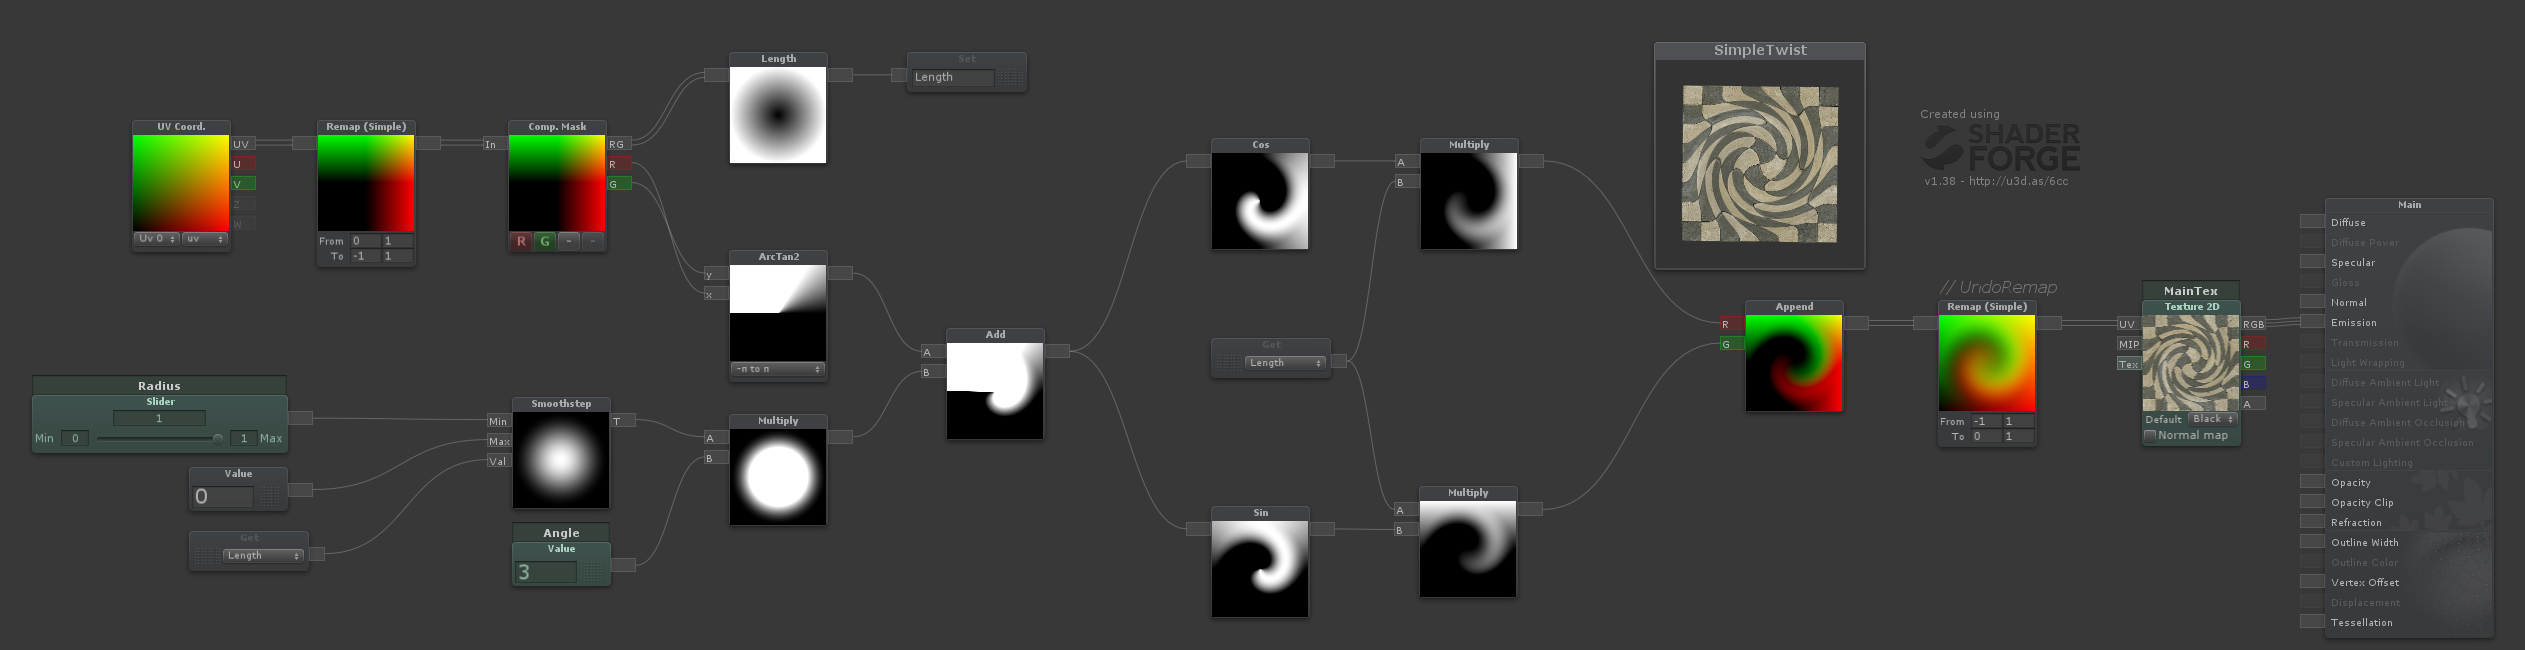 Length
Set
Length
UV Coord.
UV
U
V
Z
W
Uv 0
uv
Remap (Simple)
From 0 1
To -1 1
Comp. Mask
In
RG
R
G
R G - -
ArcTan2
y
x
-π to π
Radius
Slider
1
Min 0 1 Max
Value
0
Get
Length
Smoothstep
Min
Max
Val
T
Angle
Value
3
Multiply
A
B
Add
A
B
Cos
Multiply
A
B
Get
Length
Sin
Multiply
A
B
SimpleTwist
Created using
SHADER
FORGE
v1.38 - http://u3d.as/6cc
Append
R
G
// UndoRemap
Remap (Simple)
From -1 1
To 0 1
MainTex
Texture 2D
UV
MIP
Tex
RGB
R
G
B
A
Default Black
Normal map
Main
Diffuse
Diffuse Power
Specular
Gloss
Normal
Emission
Transmission
Light Wrapping
Diffuse Ambient Light
Specular Ambient Light
Diffuse Ambient Occlusion
Specular Ambient Occlusion
Custom Lighting
Opacity
Opacity Clip
Refraction
Outline Width
Outline Color
Vertex Offset
Displacement
Tessellation